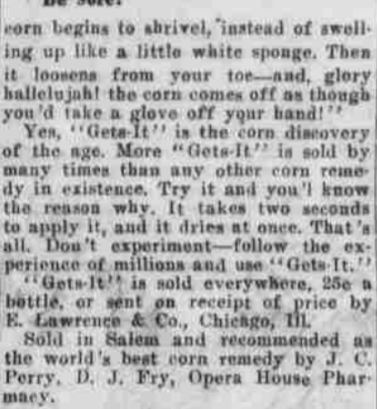 be sore.
corn begins to shrivel, instead of swell-
ing up like a little white sponge. Then
it loosens from your toe—and, glory
hallelujah! the corn comes off as though
you'd take a glove off your hand!''
Yes, "Gets-It" is the corn discovery
of the age. More "Gets-It" is sold by
many times than any other corn reme-
dy in existence. Try it and you'l know
the reason why. It takes two seconds
to apply it, and it dries at once. That's
all. Don't experiment—follow the ex-
perience of millions and use "Gets-It."
"Gets-It" is sold everywhere, 25c a
bottle, or sent on receipt of price by
E. Lawrence & Co., Chicago, Ill.
Sold in Salem and recommended as
the world's best corn remedy by J. C.
Perry, D. J. Fry, Opera House Phar-
macy.